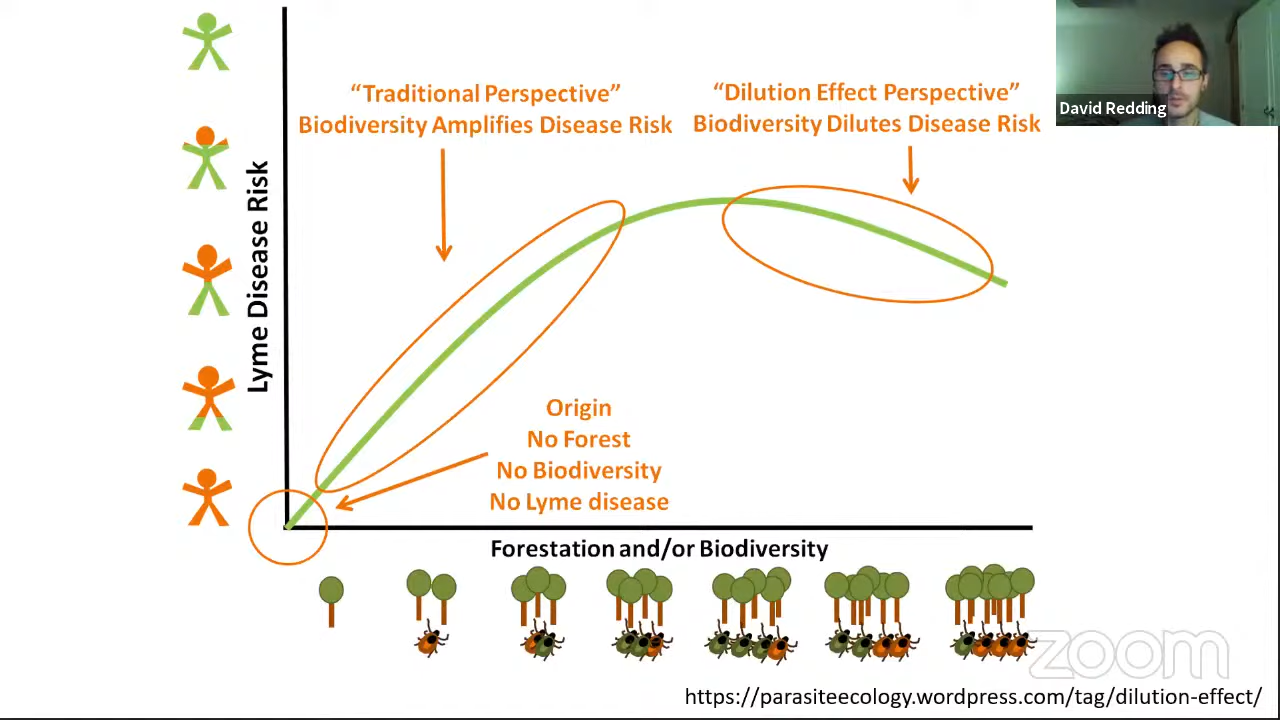 “Traditional Perspective”
Biodiversity Amplifies Disease Risk
“Dilution Effect Perspective”
Biodiversity Dilutes Disease Risk
David Redding
Lyme Disease Risk
Origin
No Forest
No Biodiversity
No Lyme disease
Forestation and/or Biodiversity
zoom
https://parasiteecology.wordpress.com/tag/dilution-effect/